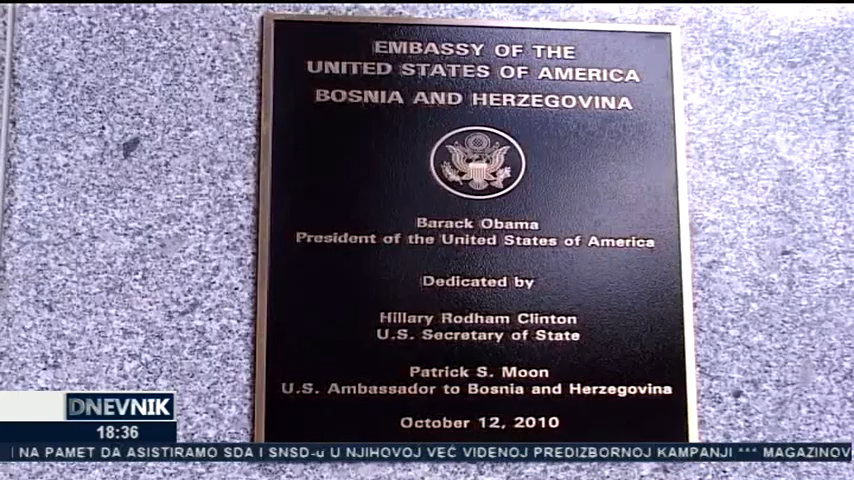 EMBASSY OF THE
UNITED STATES OF AMERICA
BOSNIA AND HERZEGOVINA
Barack Obama
President of the United States of America
Dedicated by
Hillary Rodham Clinton
U.S. Secretary of State
Patrick S. Moon
U.S. Ambassador to Bosnia and Herzegovina
October 12, 2010
DNEVNIK
18:36
I NA PAMET DA ASISTIRAMO SDA I SNSD-u U NJIHOVOJ VEĆ VIDENOJ PREDIZBORNOJ KAMPANJI *** MAGAZINOV